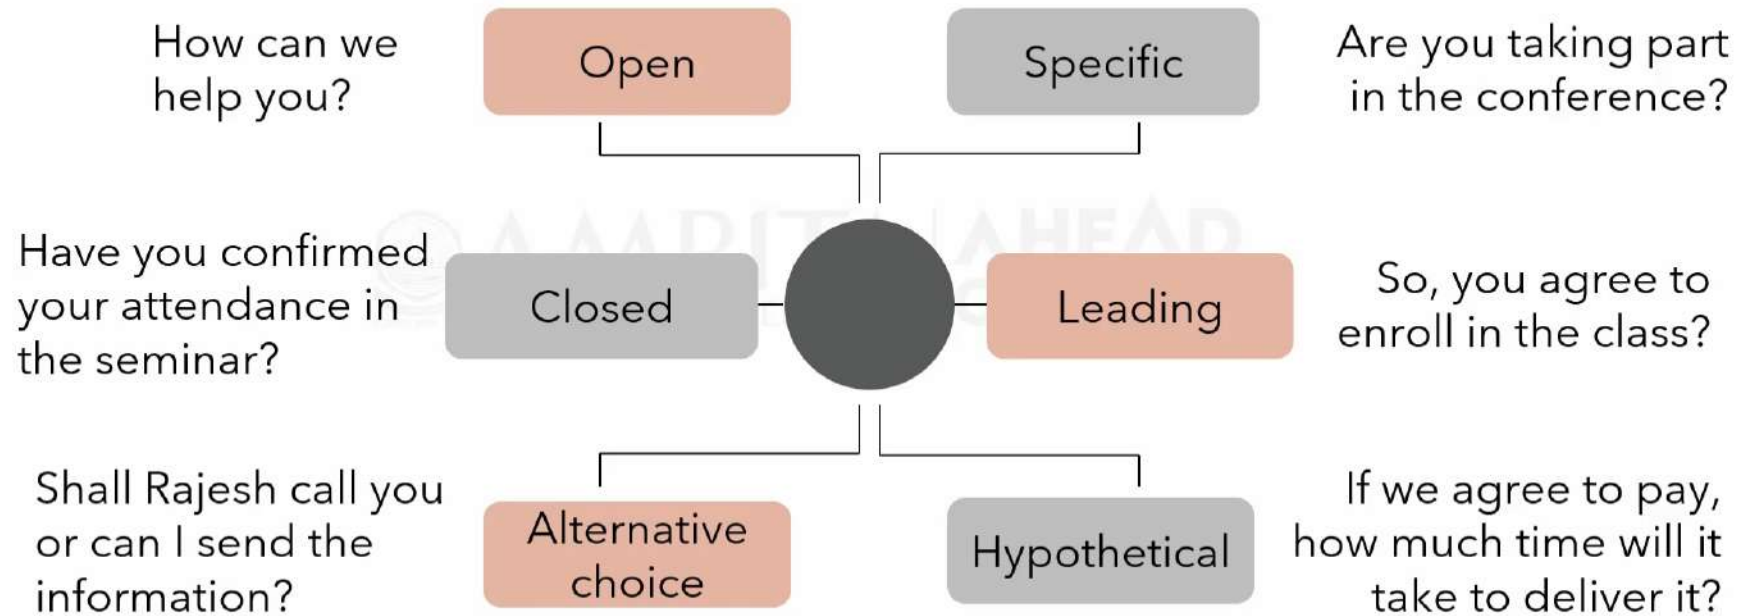 How can we
help you?
Open
Specific
Are you taking part
in the conference?
Have you confirmed
your attendance in
the seminar?
Closed
Leading
So, you agree to
enroll in the class?
Shall Rajesh call you
or can I send the
information?
Alternative
choice
Hypothetical
If we agree to pay,
how much time will it
take to deliver it?
AHEAD